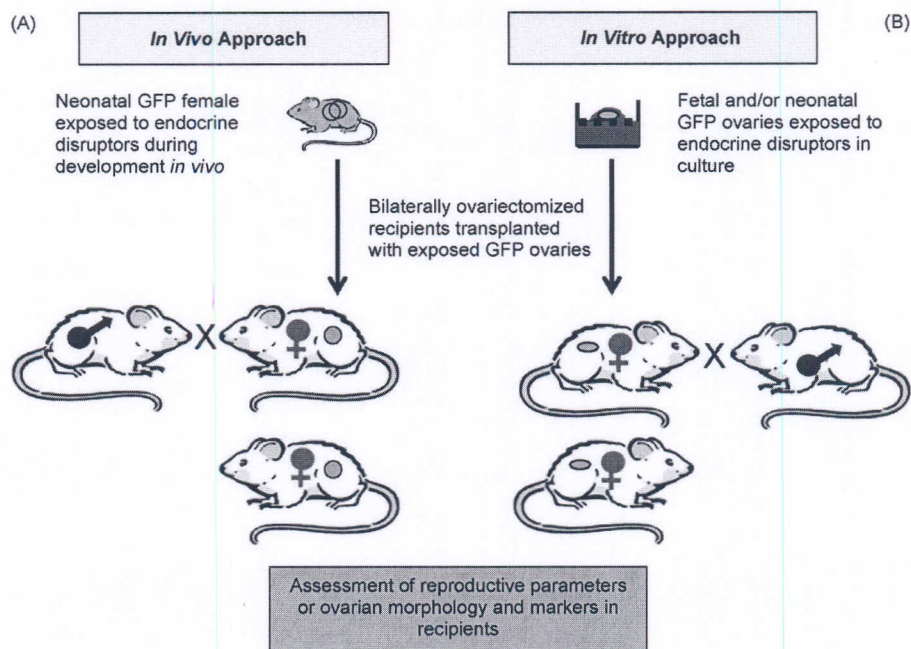 (A)
In Vivo Approach
In Vitro Approach
(B)
Neonatal GFP female
exposed to endocrine
disruptors during
development in vivo
Fetal and/or neonatal
GFP ovaries exposed to
endocrine disruptors in
culture
Bilaterally ovariectomized
recipients transplanted
with exposed GFP ovaries
X
X
Assessment of reproductive parameters
or ovarian morphology and markers in
recipients